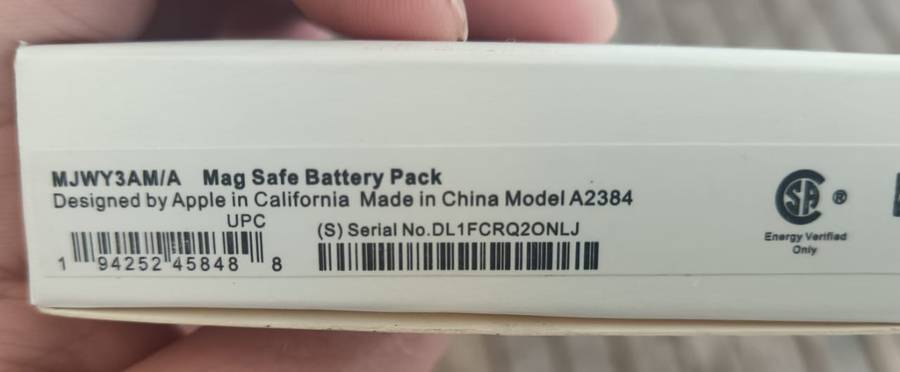 MJWY3AM/A Mag Safe Battery Pack
Designed by Apple in California Made in China Model A2384
UPC
(S) Serial No.DL1FCRQ2ONLJ
1 94252 45848 8
SA ®
Energy Verified
Only